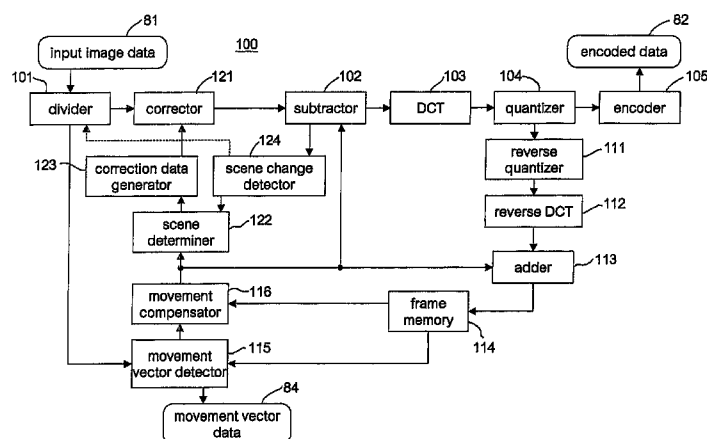 81
100
82
input image data
encoded data
101
121
102
103
104
105
divider
corrector
subtractor
DCT
quantizer
encoder
123
124
111
correction data
generator
scene change
detector
reverse
quantizer
scene
determiner
122
reverse DCT
112
adder
113
movement
compensator
116
frame
memory
114
movement
vector detector
115
84
movement vector
data